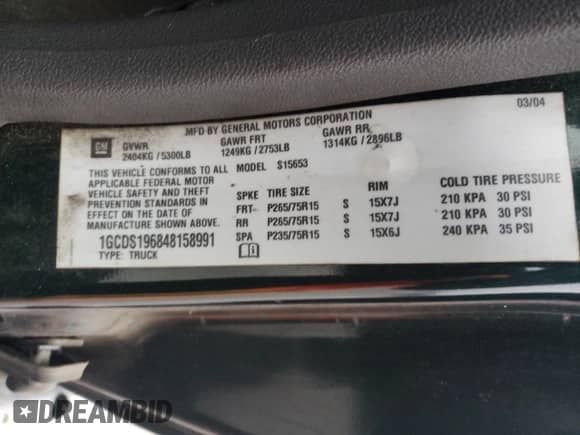 03/04
MFD BY GENERAL MOTORS CORPORATION
GM
GVWR GAWR FRT GAWR RR
2404KG / 5300LB 1249KG / 2753LB 1314KG / 2896LB
THIS VEHICLE CONFORMS TO ALL MODEL S15653
APPLICABLE FEDERAL MOTOR
VEHICLE SAFETY AND THEFT
PREVENTION STANDARDS IN
EFFECT ON THE DATE OF
MANUFACTURE SHOWN ABOVE.
1GCDS196848158991
TYPE: TRUCK
SPKE TIRE SIZE RIM COLD TIRE PRESSURE
FRT P265/75R15 S 15X7J 210 KPA 30 PSI
RR P265/75R15 S 15X7J 210 KPA 30 PSI
SPA P235/75R15 S 15X6J 240 KPA 35 PSI
DREAMBID